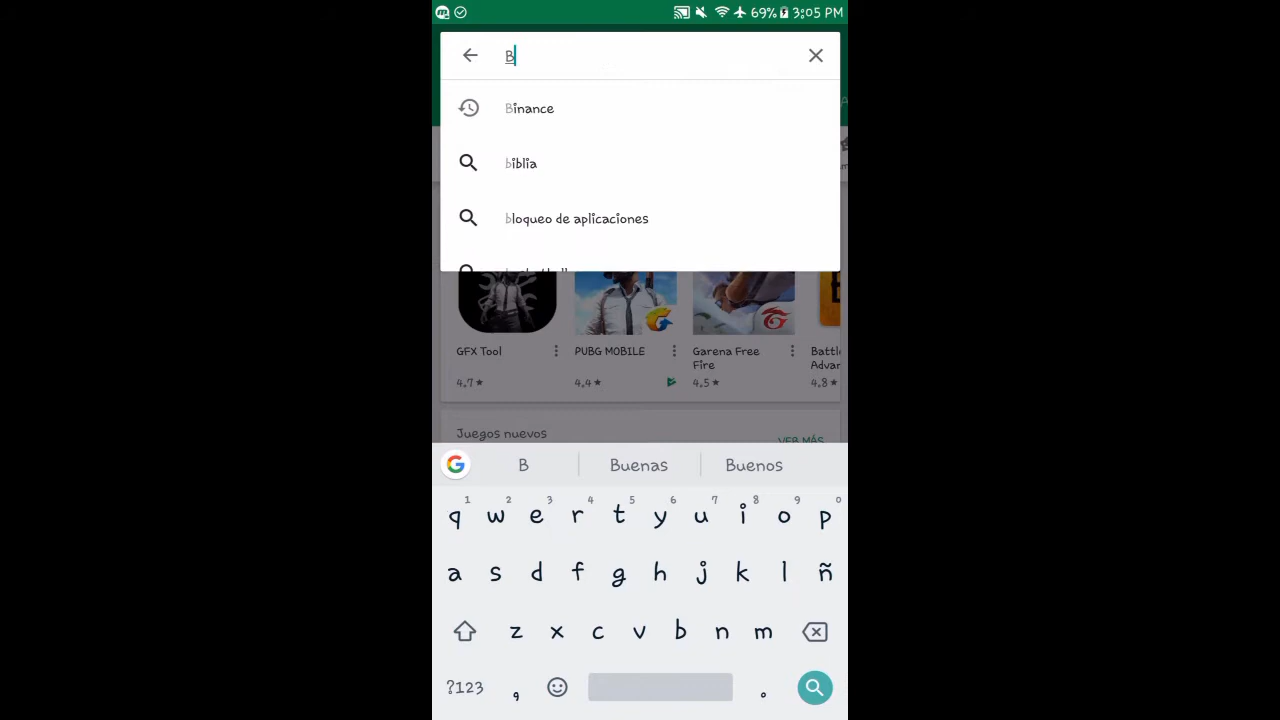 69% 3:05 PM
B
Binance
biblia
bloqueo de aplicaciones
GFX Tool
PUBG MOBILE
Garena Free
Fire
Battl
Advan
4.7★
4.4★
4.5★
4.8★
Juegos nuevos
VER MÁS
B Buenas Buenos
1 2 3 4 5 6 7 8 9 0
q w e r t y u i o p
a s d f g h j k l ñ
z x c v b n m
?123 , .